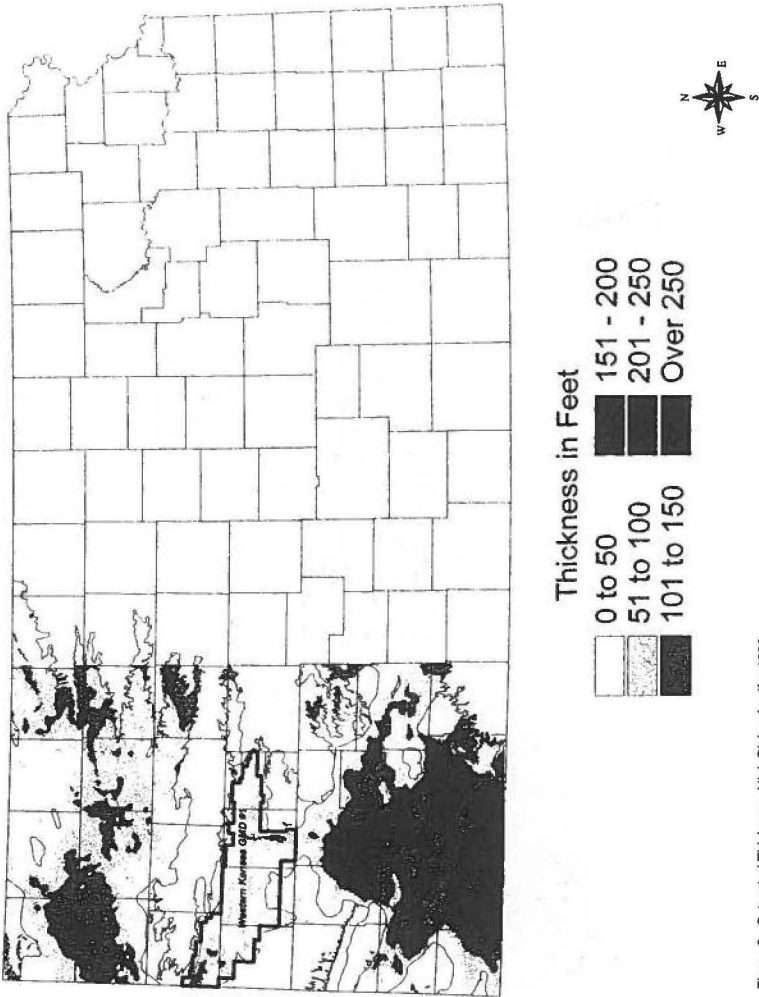 Western Kansas GMD #1
N
W E
S
Thickness in Feet
0 to 50
51 to 100
101 to 150
151 - 200
201 - 250
Over 250